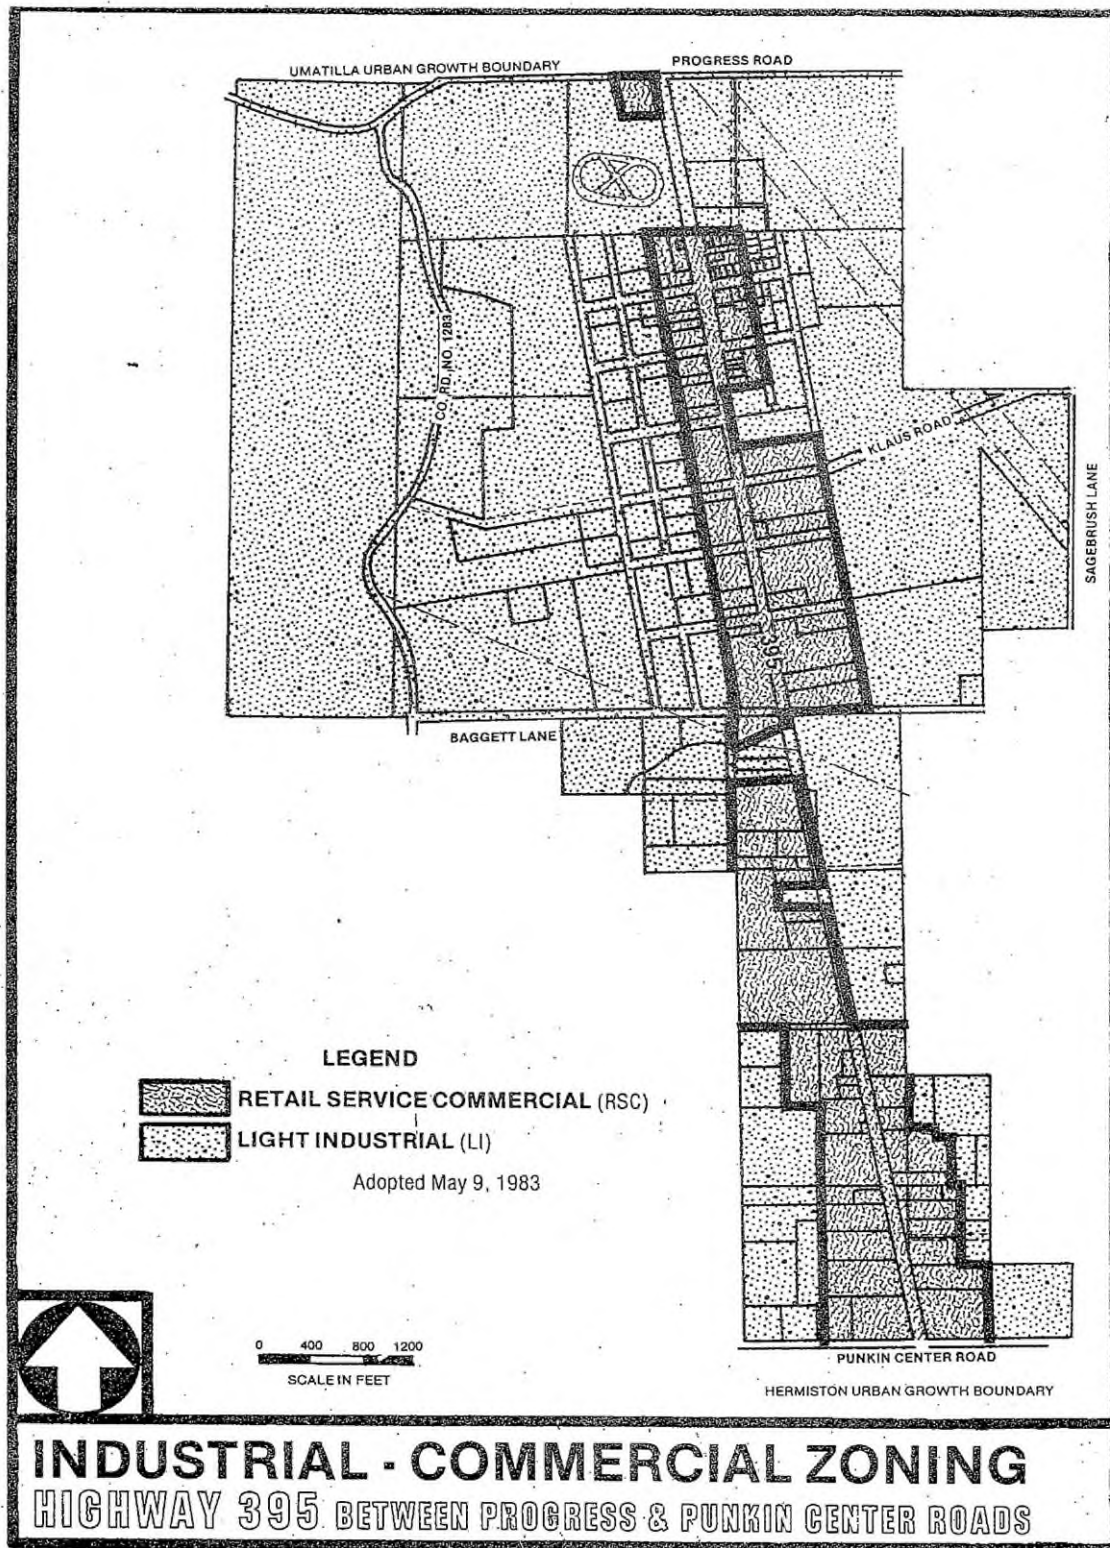 UMATILLA URBAN GROWTH BOUNDARY
PROGRESS ROAD
CO. RD. NO. 1283
KLAUS ROAD
SAGEBRUSH LANE
395
BAGGETT LANE
LEGEND
RETAIL SERVICE COMMERCIAL (RSC)
LIGHT INDUSTRIAL (LI)
Adopted May 9, 1983
0 400 800 1200
SCALE IN FEET
PUNKIN CENTER ROAD
HERMISTON URBAN GROWTH BOUNDARY
INDUSTRIAL - COMMERCIAL ZONING
HIGHWAY 395 BETWEEN PROGRESS & PUNKIN CENTER ROADS